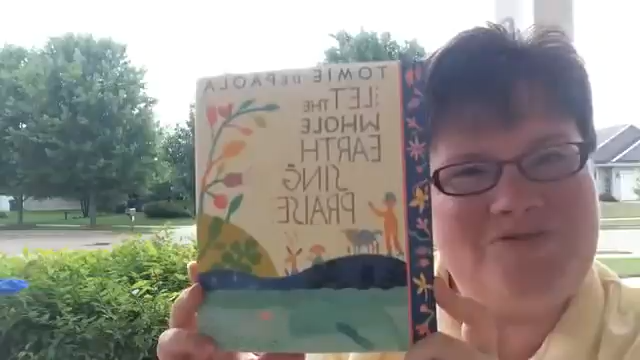 TOMIE DEPAOLA
LET THE
WHOLE
EARTH
SING
PRAISE